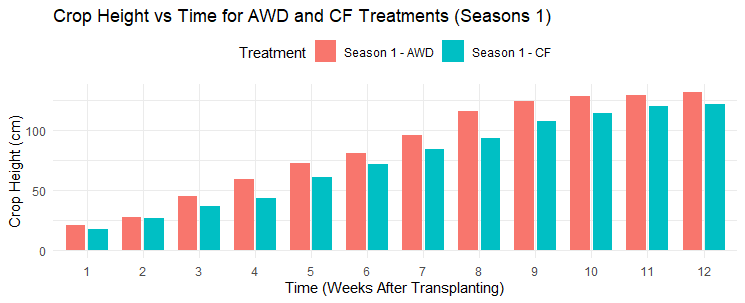 Crop Height vs Time for AWD and CF Treatments (Seasons 1)
Treatment Season 1 - AWD Season 1 - CF
Crop Height (cm)
100
50
0
1 2 3 4 5 6 7 8 9 10 11 12
Time (Weeks After Transplanting)